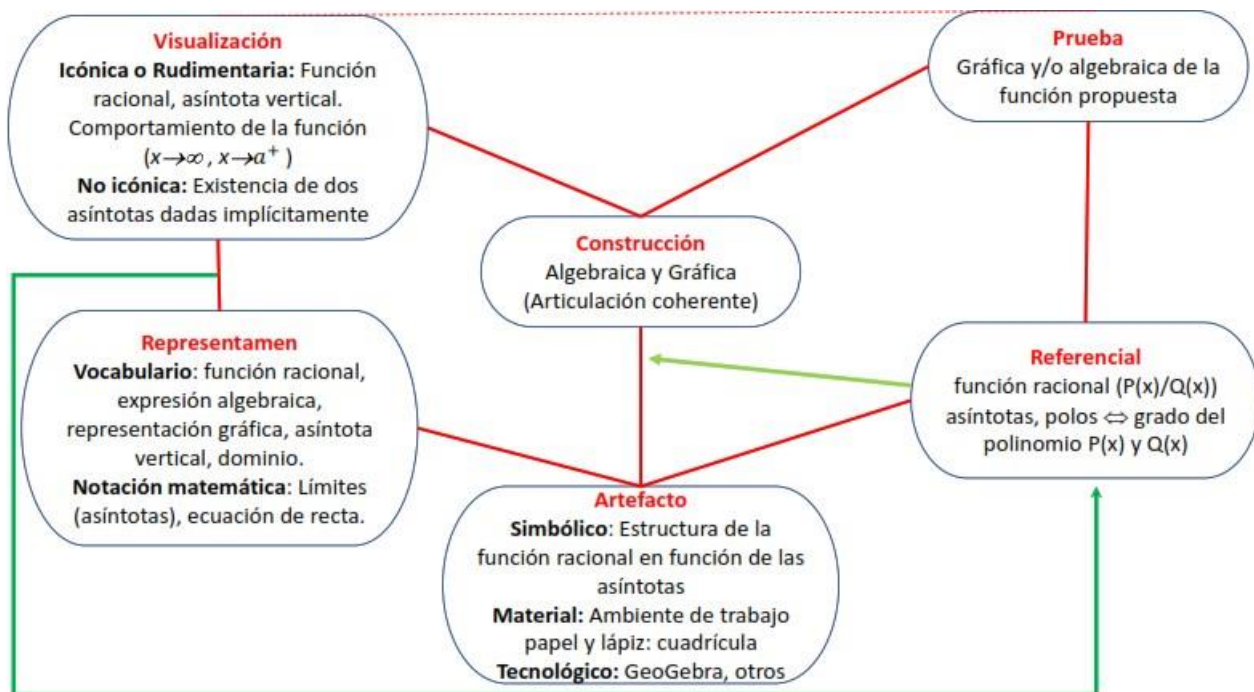 Visualización
Icónica o Rudimentaria: Función
racional, asíntota vertical.
Comportamiento de la función
(x→∞ , x→a⁺ )
No icónica: Existencia de dos
asíntotas dadas implícitamente
Prueba
Gráfica y/o algebraica de la
función propuesta
Construcción
Algebraica y Gráfica
(Articulación coherente)
Representamen
Vocabulario: función racional,
expresión algebraica,
representación gráfica, asíntota
vertical, dominio.
Notación matemática: Límites
(asíntotas), ecuación de recta.
Referencial
función racional (P(x)/Q(x))
asíntotas, polos ⇔ grado del
polinomio P(x) y Q(x)
Artefacto
Simbólico: Estructura de la
función racional en función de las
asíntotas
Material: Ambiente de trabajo
papel y lápiz: cuadrícula
Tecnológico: GeoGebra, otros